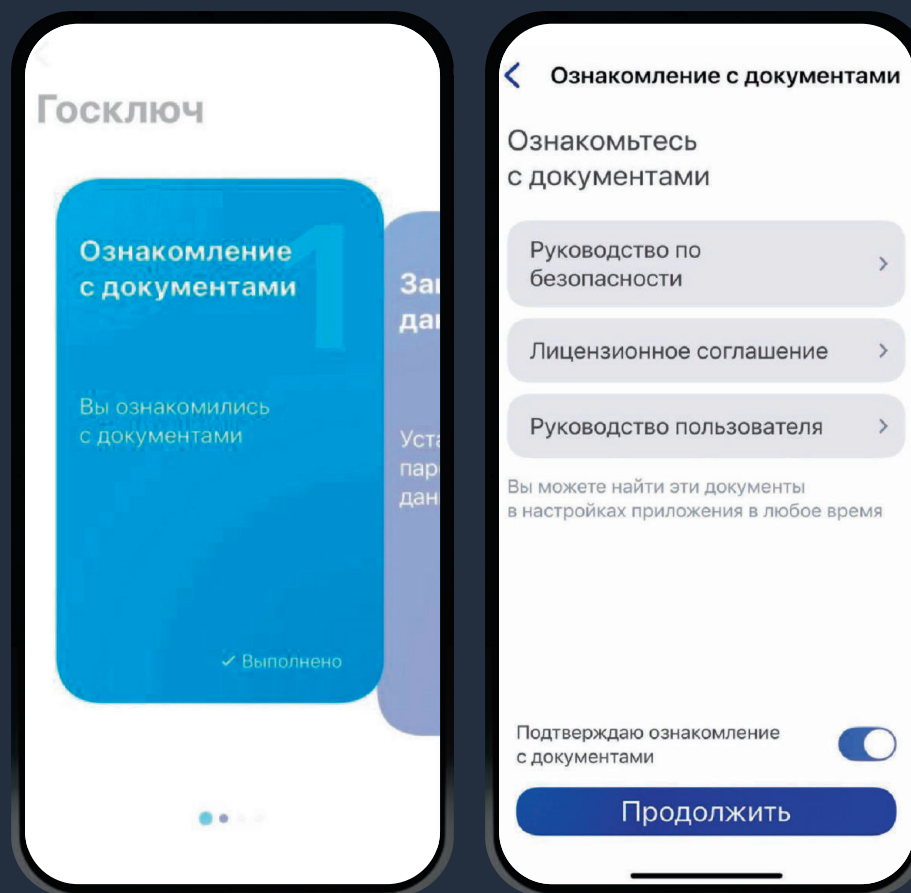 Госключ
Ознакомление
с документами
1
Вы ознакомились
с документами
✓ Выполнено
Ознакомление с документами
Ознакомьтесь
с документами
Руководство по
безопасности
Лицензионное соглашение
Руководство пользователя
Вы можете найти эти документы
в настройках приложения в любое время
Подтверждаю ознакомление
с документами
Продолжить